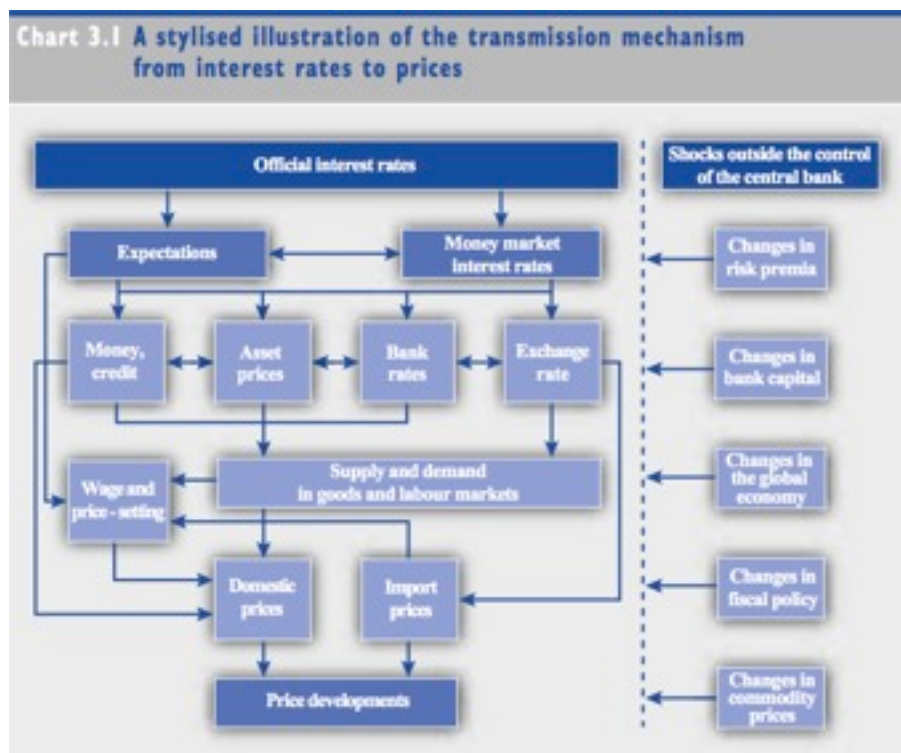 Chart 3.1 A stylised illustration of the transmission mechanism
from interest rates to prices
Official interest rates
Shocks outside the control
of the central bank
Expectations
Money market
interest rates
Changes in
risk premia
Money,
credit
Asset
prices
Bank
rates
Exchange
rate
Changes in
bank capital
Supply and demand
in goods and labour markets
Wage and
price-setting
Changes in
the global
economy
Domestic
prices
Import
prices
Changes in
fiscal policy
Price developments
Changes in
commodity
prices